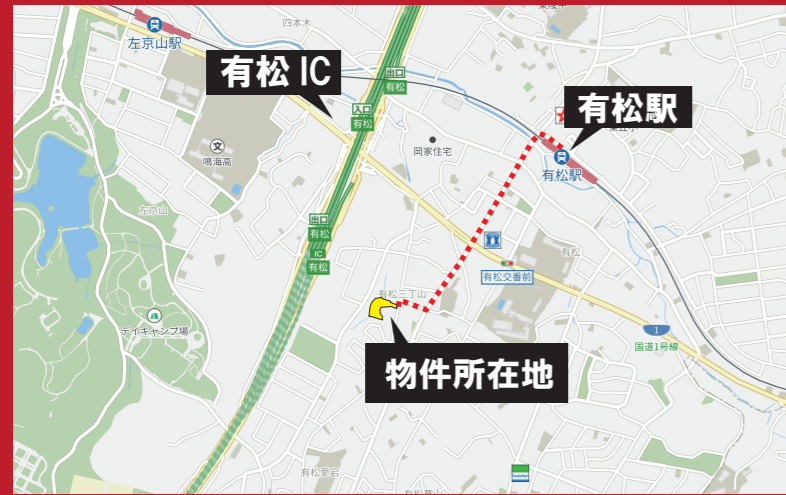 四本木
左京山駅
有松 IC
出口
有松
入口
有松
有松駅
岡家住宅
鳴海高
有松駅
左京山
出口
有松
IC
有松
有松
有松交番前
有松三丁山
デイキャンプ場
1
国道1号線
物件所在地
有松愛宕